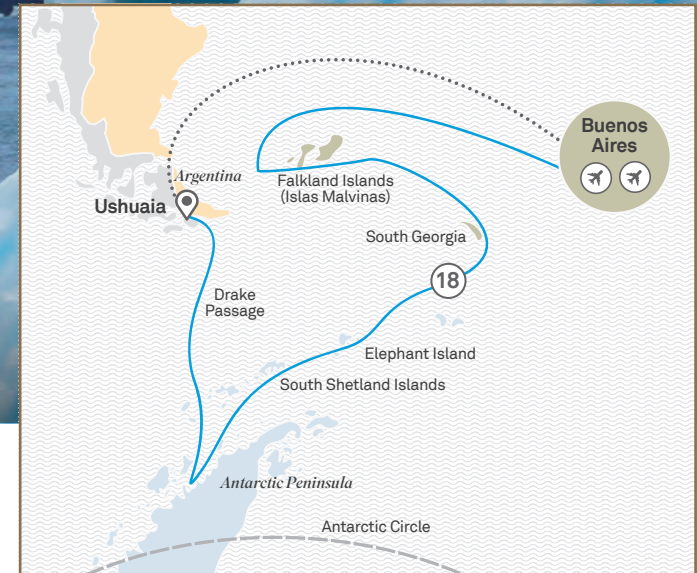 Buenos
Aires
Argentina
Ushuaia
Falkland Islands
(Islas Malvinas)
South Georgia
18
Drake
Passage
Elephant Island
South Shetland Islands
Antarctic Peninsula
Antarctic Circle